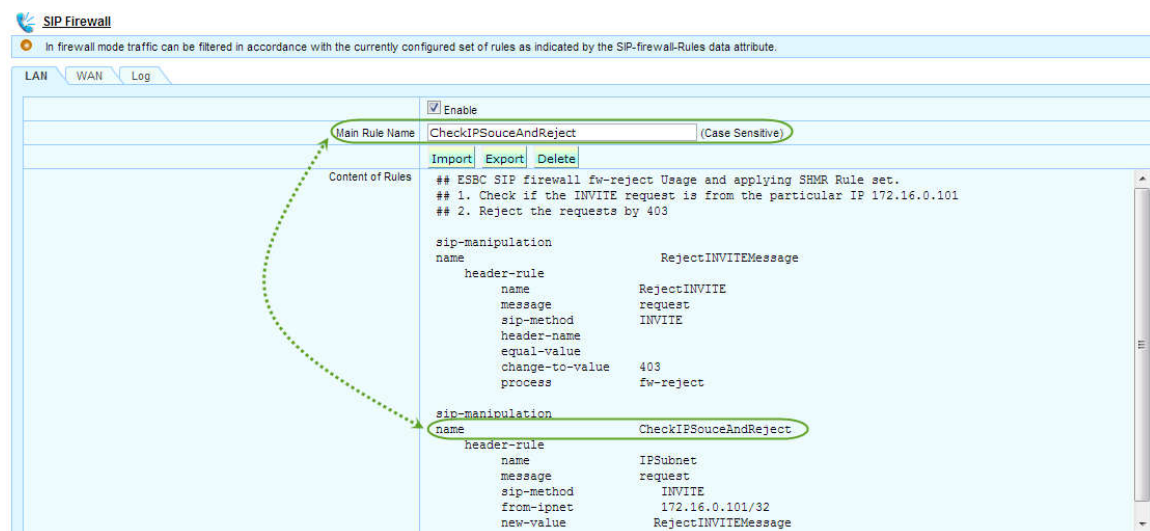 SIP Firewall
In firewall mode traffic can be filtered in accordance with the currently configured set of rules as indicated by the SIP-firewall-Rules data attribute.
LAN WAN Log
Enable
Main Rule Name CheckIPSouceAndReject (Case Sensitive)
Import Export Delete
Content of Rules
## ESBC SIP firewall fw-reject Usage and applying SHMR Rule set.
## 1. Check if the INVITE request is from the particular IP 172.16.0.101
## 2. Reject the requests by 403
sip-manipulation
name RejectINVITEMessage
header-rule
name RejectINVITE
message request
sip-method INVITE
header-name
equal-value
change-to-value 403
process fw-reject
sip-manipulation
name CheckIPSouceAndReject
header-rule
name IPSubnet
message request
sip-method INVITE
from-ipnet 172.16.0.101/32
new-value RejectINVITEMessage